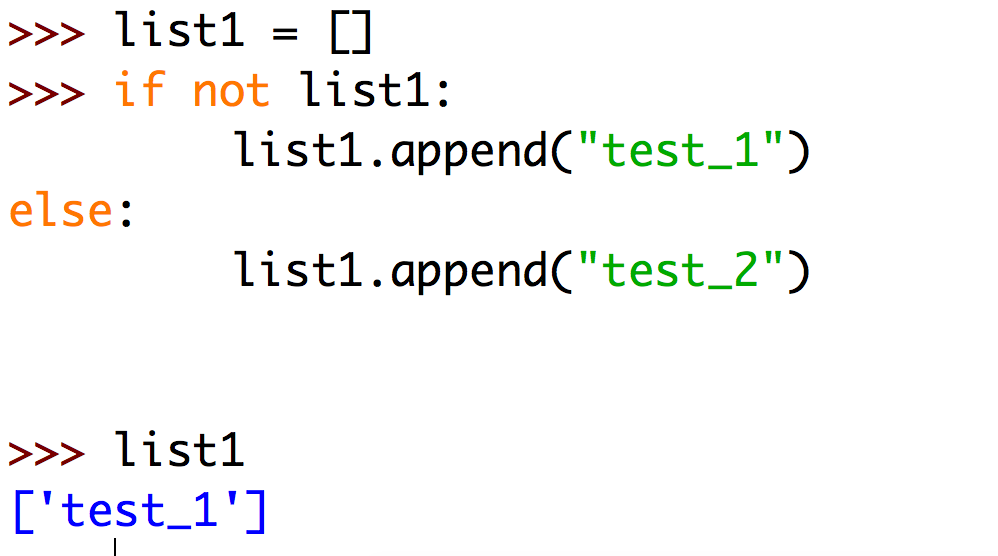 >>> list1 = []
>>> if not list1:
        list1.append("test_1")
else:
        list1.append("test_2")
>>> list1
['test_1']